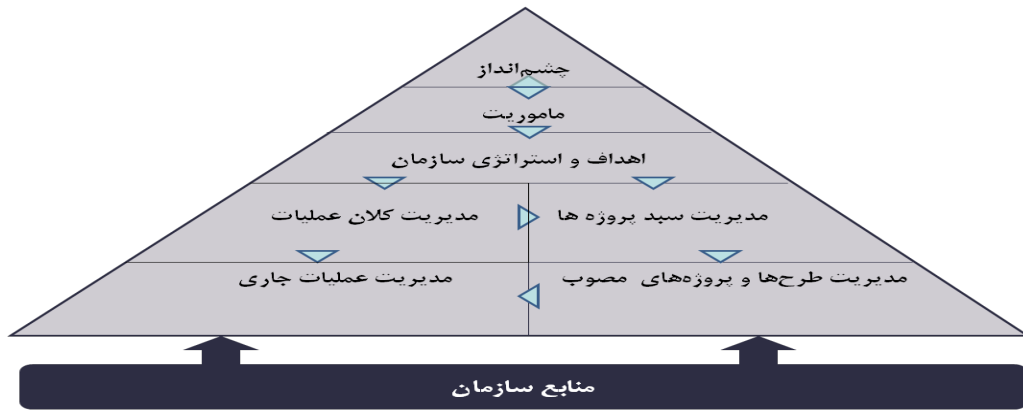 چشم‌انداز
ماموریت
اهداف و استراتژی سازمان
مدیریت سبد پروژه ها
مدیریت کلان عملیات
مدیریت طرح‌ها و پروژه‌های مصوب
مدیریت عملیات جاری
منابع سازمان